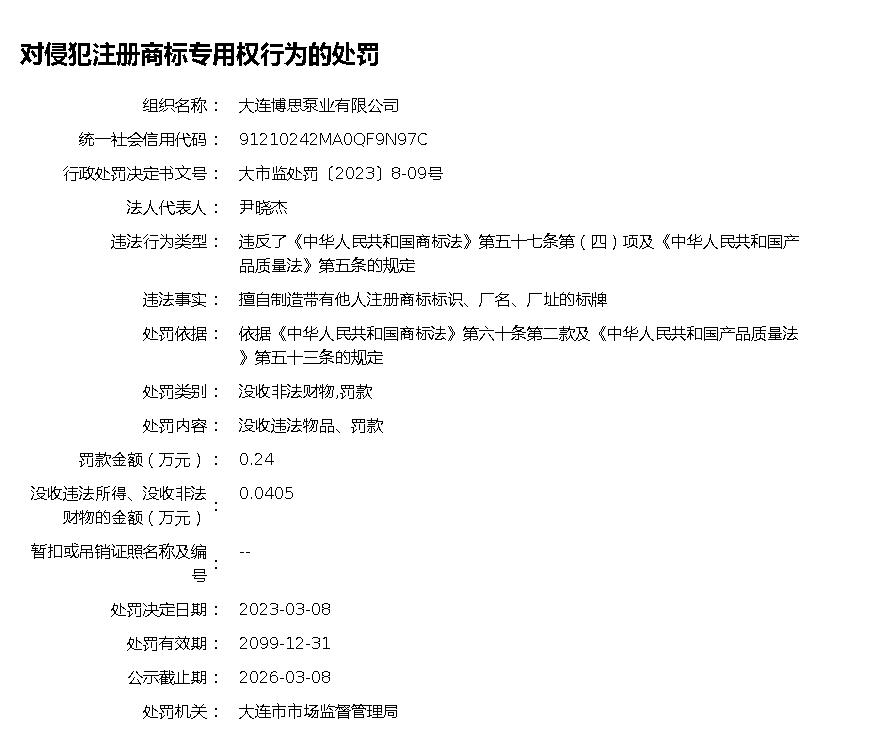 对侵犯注册商标专用权行为的处罚
组织名称： 大连博思泵业有限公司
统一社会信用代码： 91210242MA0QF9N97C
行政处罚决定书文号： 大市监处罚〔2023〕8-09号
法人代表人： 尹晓杰
违法行为类型： 违反了《中华人民共和国商标法》第五十七条第（四）项及《中华人民共和国产
品质量法》第五条的规定
违法事实： 擅自制造带有他人注册商标标识、厂名、厂址的标牌
处罚依据： 依据《中华人民共和国商标法》第六十条第二款及《中华人民共和国产品质量法
》第五十三条的规定
处罚类别： 没收非法财物,罚款
处罚内容： 没收违法物品、罚款
罚款金额（万元）： 0.24
没收违法所得、没收非法
财物的金额（万元）： 0.0405
暂扣或吊销证照名称及编
号： --
处罚决定日期： 2023-03-08
处罚有效期： 2099-12-31
公示截止期： 2026-03-08
处罚机关： 大连市市场监督管理局